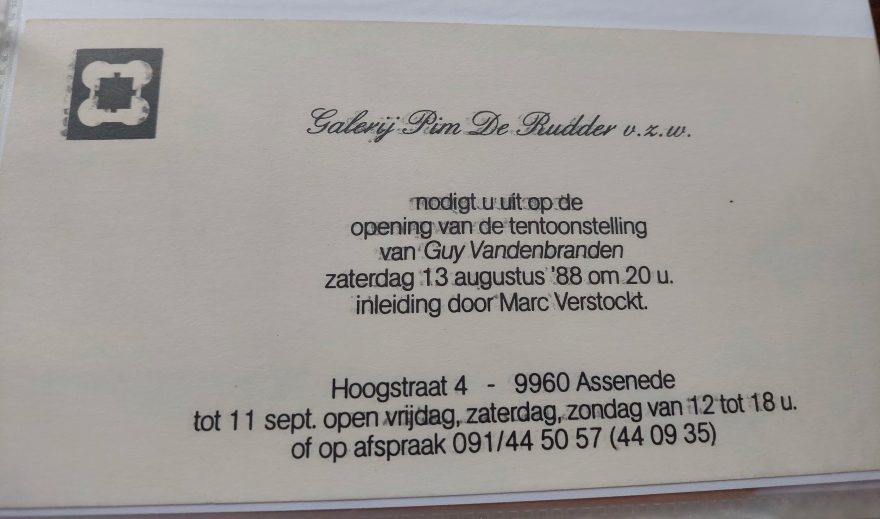 Galerij Pim De Rudder v.z.w.
nodigt u uit op de
opening van de tentoonstelling
van Guy Vandenbranden
zaterdag 13 augustus '88 om 20 u.
inleiding door Marc Verstockt.
Hoogstraat 4 - 9960 Assenede
tot 11 sept. open vrijdag, zaterdag, zondag van 12 tot 18 u.
of op afspraak 091/44 50 57 (44 09 35)